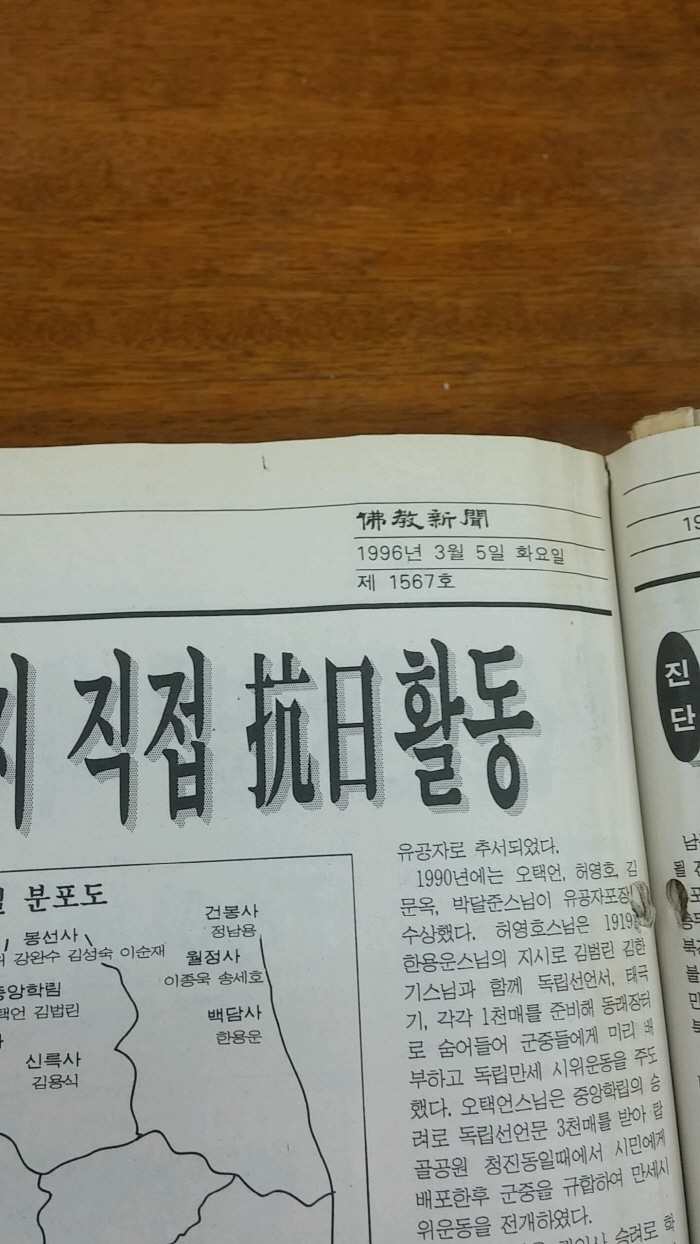 佛教新聞
1996년 3월 5일 화요일
제 1567호
직접 抗日활동
분포도
건봉사
정남용
봉선사
강완수 김성숙 이순재
월정사
이종욱 송세호
중앙학림
택언 김법린
백담사
한용운
신륵사
김용식
유공자로 추서되었다.
1990년에는 오택언, 허영호, 김
문옥, 박달준스님이 유공자포장
수상했다. 허영호스님은 1919년
한용운스님의 지시로 김범린 김한
기스님과 함께 독립선언서, 태극
기, 각각 1천매를 준비해 동래장터
로 숨어들어 군중들에게 미리 배
부하고 독립만세 시위운동을 주도
했다. 오택언스님은 중앙학림의 승
려로 독립선언문 3천매를 받아 탑
골공원 청진동일때에서 시민에게
배포한후 군중을 규합하여 만세시
위운동을 전개하였다.
승려로 학
진
단